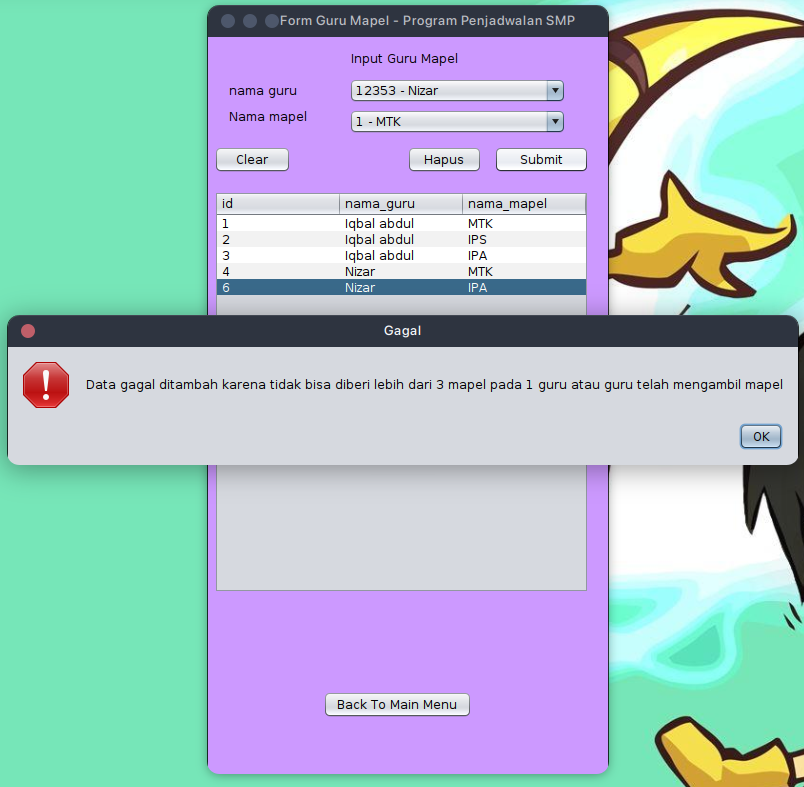 Form Guru Mapel - Program Penjadwalan SMP
Input Guru Mapel
nama guru 12353 - Nizar
Nama mapel 1 - MTK
Clear Hapus Submit
id nama_guru nama_mapel
1 Iqbal abdul MTK
2 Iqbal abdul IPS
3 Iqbal abdul IPA
4 Nizar MTK
6 Nizar IPA
Gagal
Data gagal ditambah karena tidak bisa diberi lebih dari 3 mapel pada 1 guru atau guru telah mengambil mapel
OK
Back To Main Menu